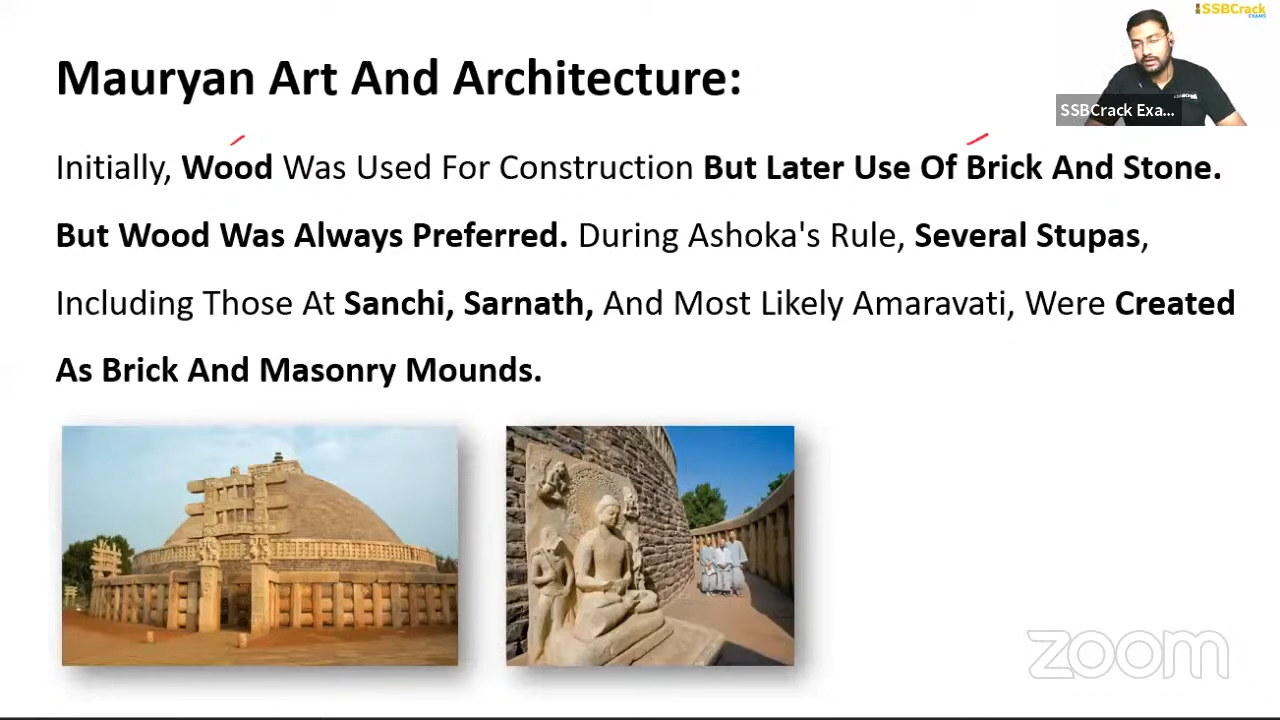 SSBCrack
EXAMS
Mauryan Art And Architecture:
SSBCrack Exa...
Initially, Wood Was Used For Construction But Later Use Of Brick And Stone.
But Wood Was Always Preferred. During Ashoka's Rule, Several Stupas,
Including Those At Sanchi, Sarnath, And Most Likely Amaravati, Were Created
As Brick And Masonry Mounds.
zoom